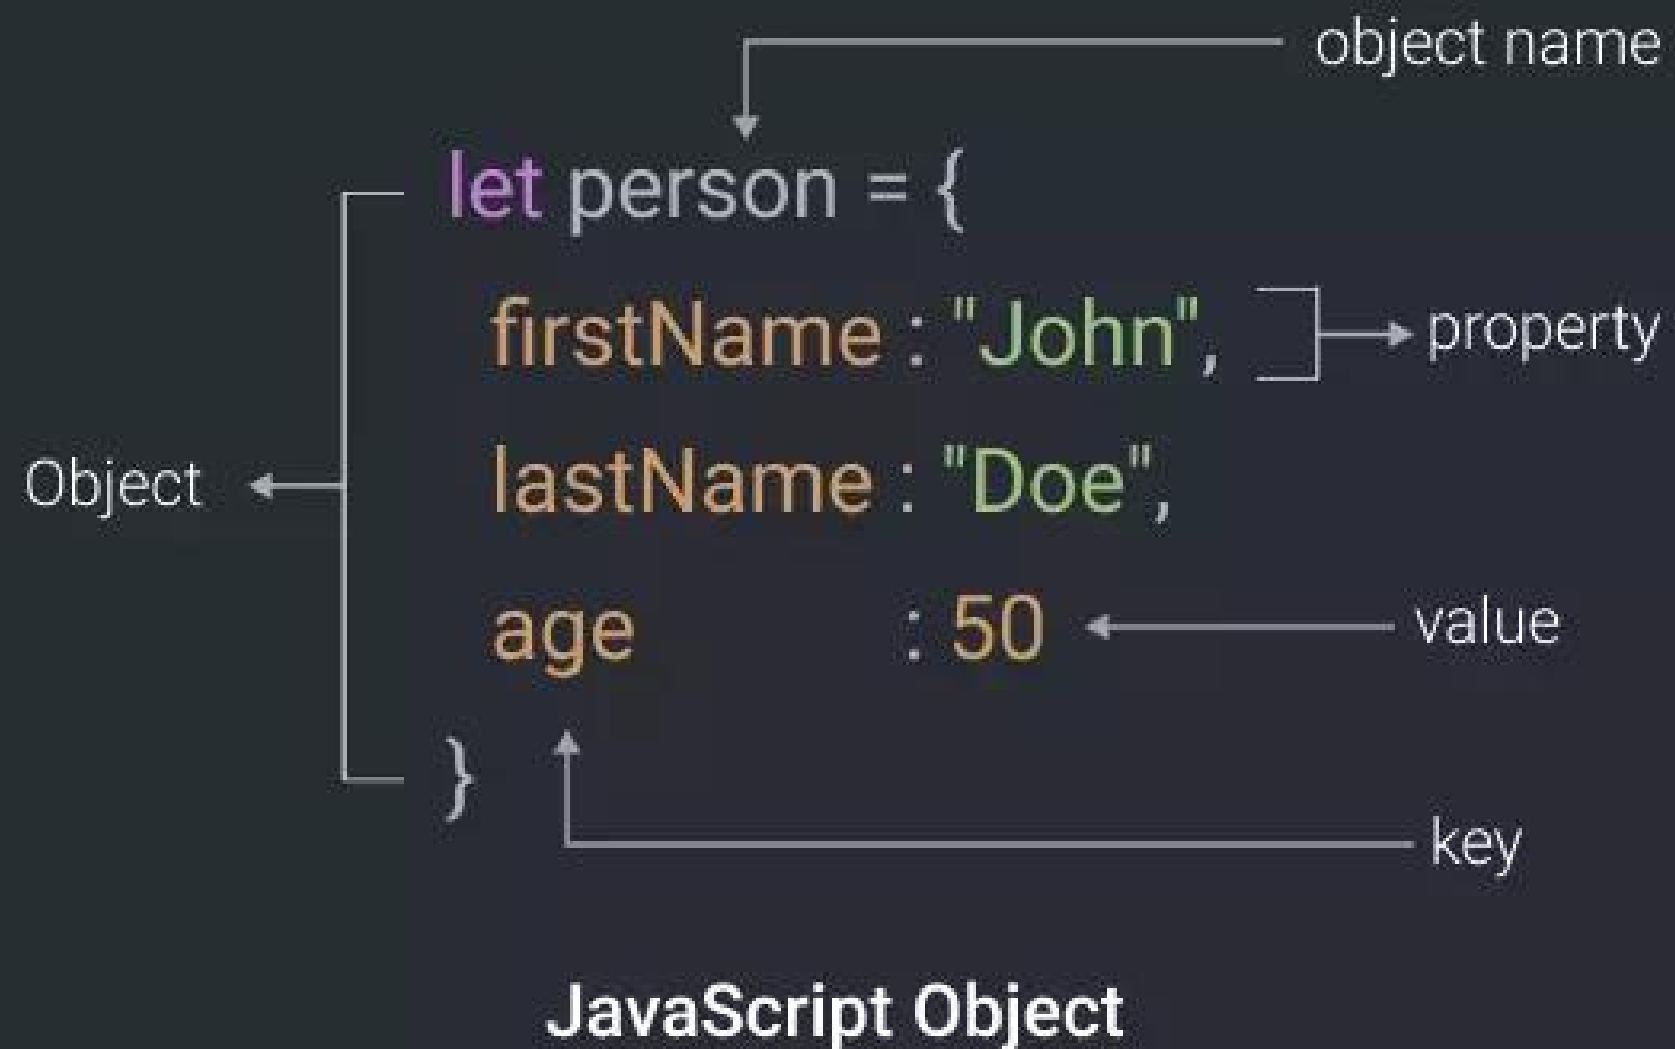 object name
let person = {
firstName : "John",
property
lastName : "Doe",
Object
age : 50
value
}
key
JavaScript Object